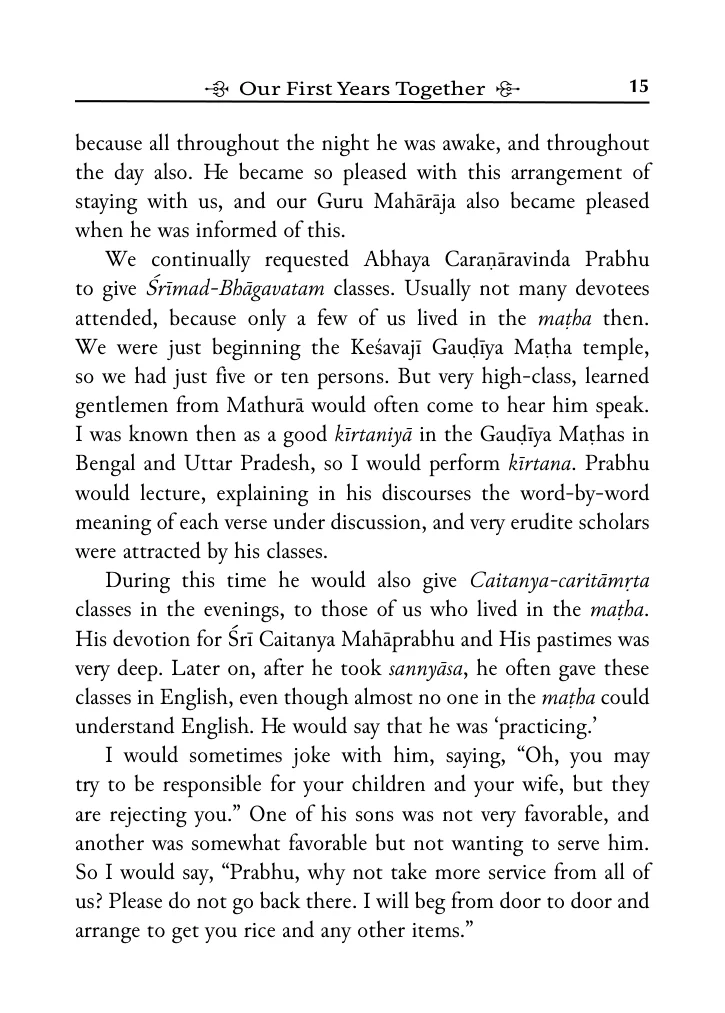 Our First Years Together 15
because all throughout the night he was awake, and throughout
the day also. He became so pleased with this arrangement of
staying with us, and our Guru Mahārāja also became pleased
when he was informed of this.
We continually requested Abhaya Caraṇāravinda Prabhu
to give Śrīmad-Bhāgavatam classes. Usually not many devotees
attended, because only a few of us lived in the maṭha then.
We were just beginning the Keśavajī Gauḍīya Maṭha temple,
so we had just five or ten persons. But very high-class, learned
gentlemen from Mathurā would often come to hear him speak.
I was known then as a good kīrtaniyā in the Gauḍīya Maṭhas in
Bengal and Uttar Pradesh, so I would perform kīrtana. Prabhu
would lecture, explaining in his discourses the word-by-word
meaning of each verse under discussion, and very erudite scholars
were attracted by his classes.
During this time he would also give Caitanya-caritāmṛta
classes in the evenings, to those of us who lived in the maṭha.
His devotion for Śrī Caitanya Mahāprabhu and His pastimes was
very deep. Later on, after he took sannyāsa, he often gave these
classes in English, even though almost no one in the maṭha could
understand English. He would say that he was ‘practicing.’
I would sometimes joke with him, saying, “Oh, you may
try to be responsible for your children and your wife, but they
are rejecting you.” One of his sons was not very favorable, and
another was somewhat favorable but not wanting to serve him.
So I would say, “Prabhu, why not take more service from all of
us? Please do not go back there. I will beg from door to door and
arrange to get you rice and any other items.”